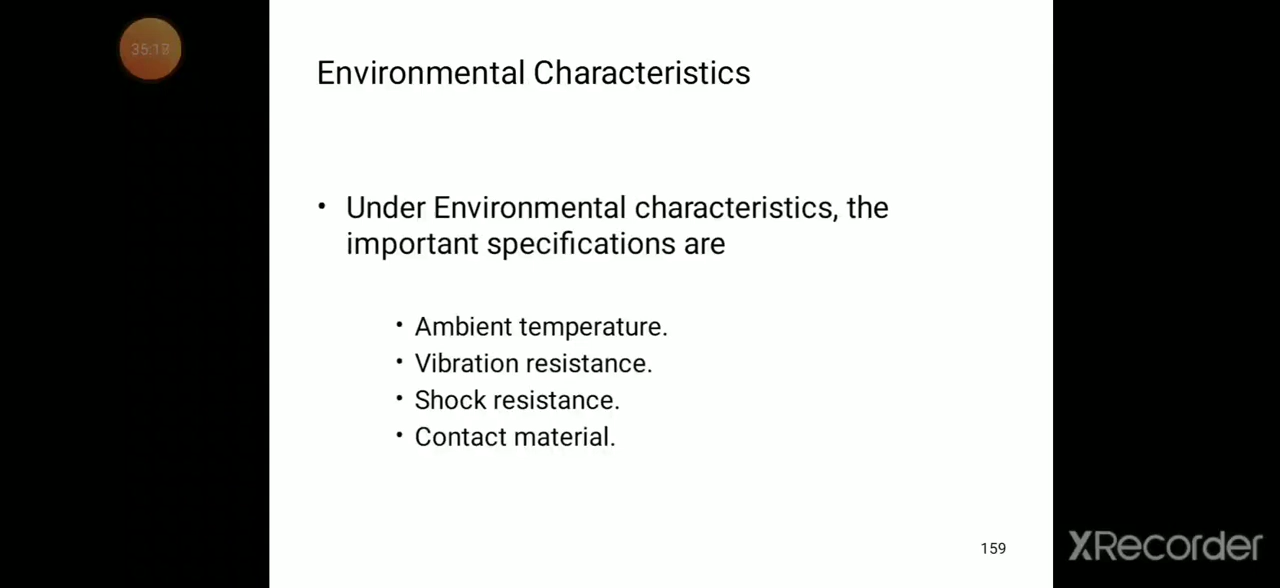 35:18
Environmental Characteristics
• Under Environmental characteristics, the
important specifications are
• Ambient temperature.
• Vibration resistance.
• Shock resistance.
• Contact material.
159
XRecorder